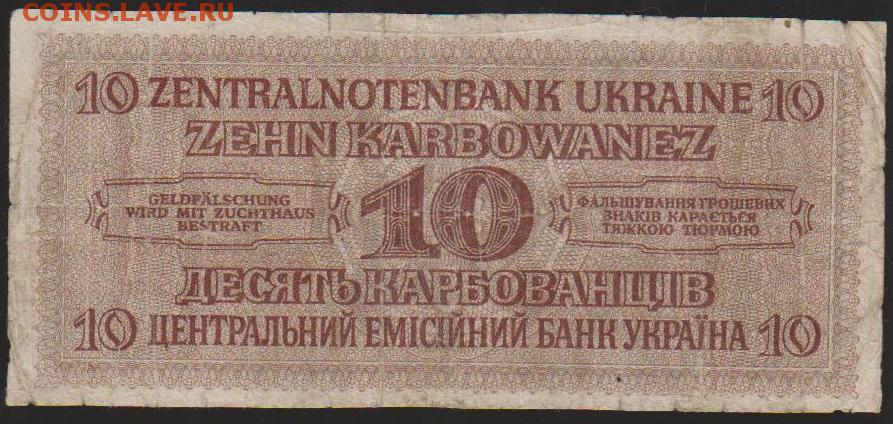 COINS.LAVE.RU
10 ZENTRALNOTENBANK UKRAINE 10
ZEHN KARBOWANEZ
GELDFÄLSCHUNG
WIRD MIT ZUCHTHAUS
BESTRAFT
10
ФАЛЬШУВАННЯ ГРОШЕВИХ
ЗНАКІВ КАРАЄТЬСЯ
ТЯЖКОЮ ТЮРМОЮ
ДЕСЯТЬ КАРБОВАНЦІВ
10 ЦЕНТРАЛЬНИЙ ЕМІСІЙНИЙ БАНК УКРАЇНА 10